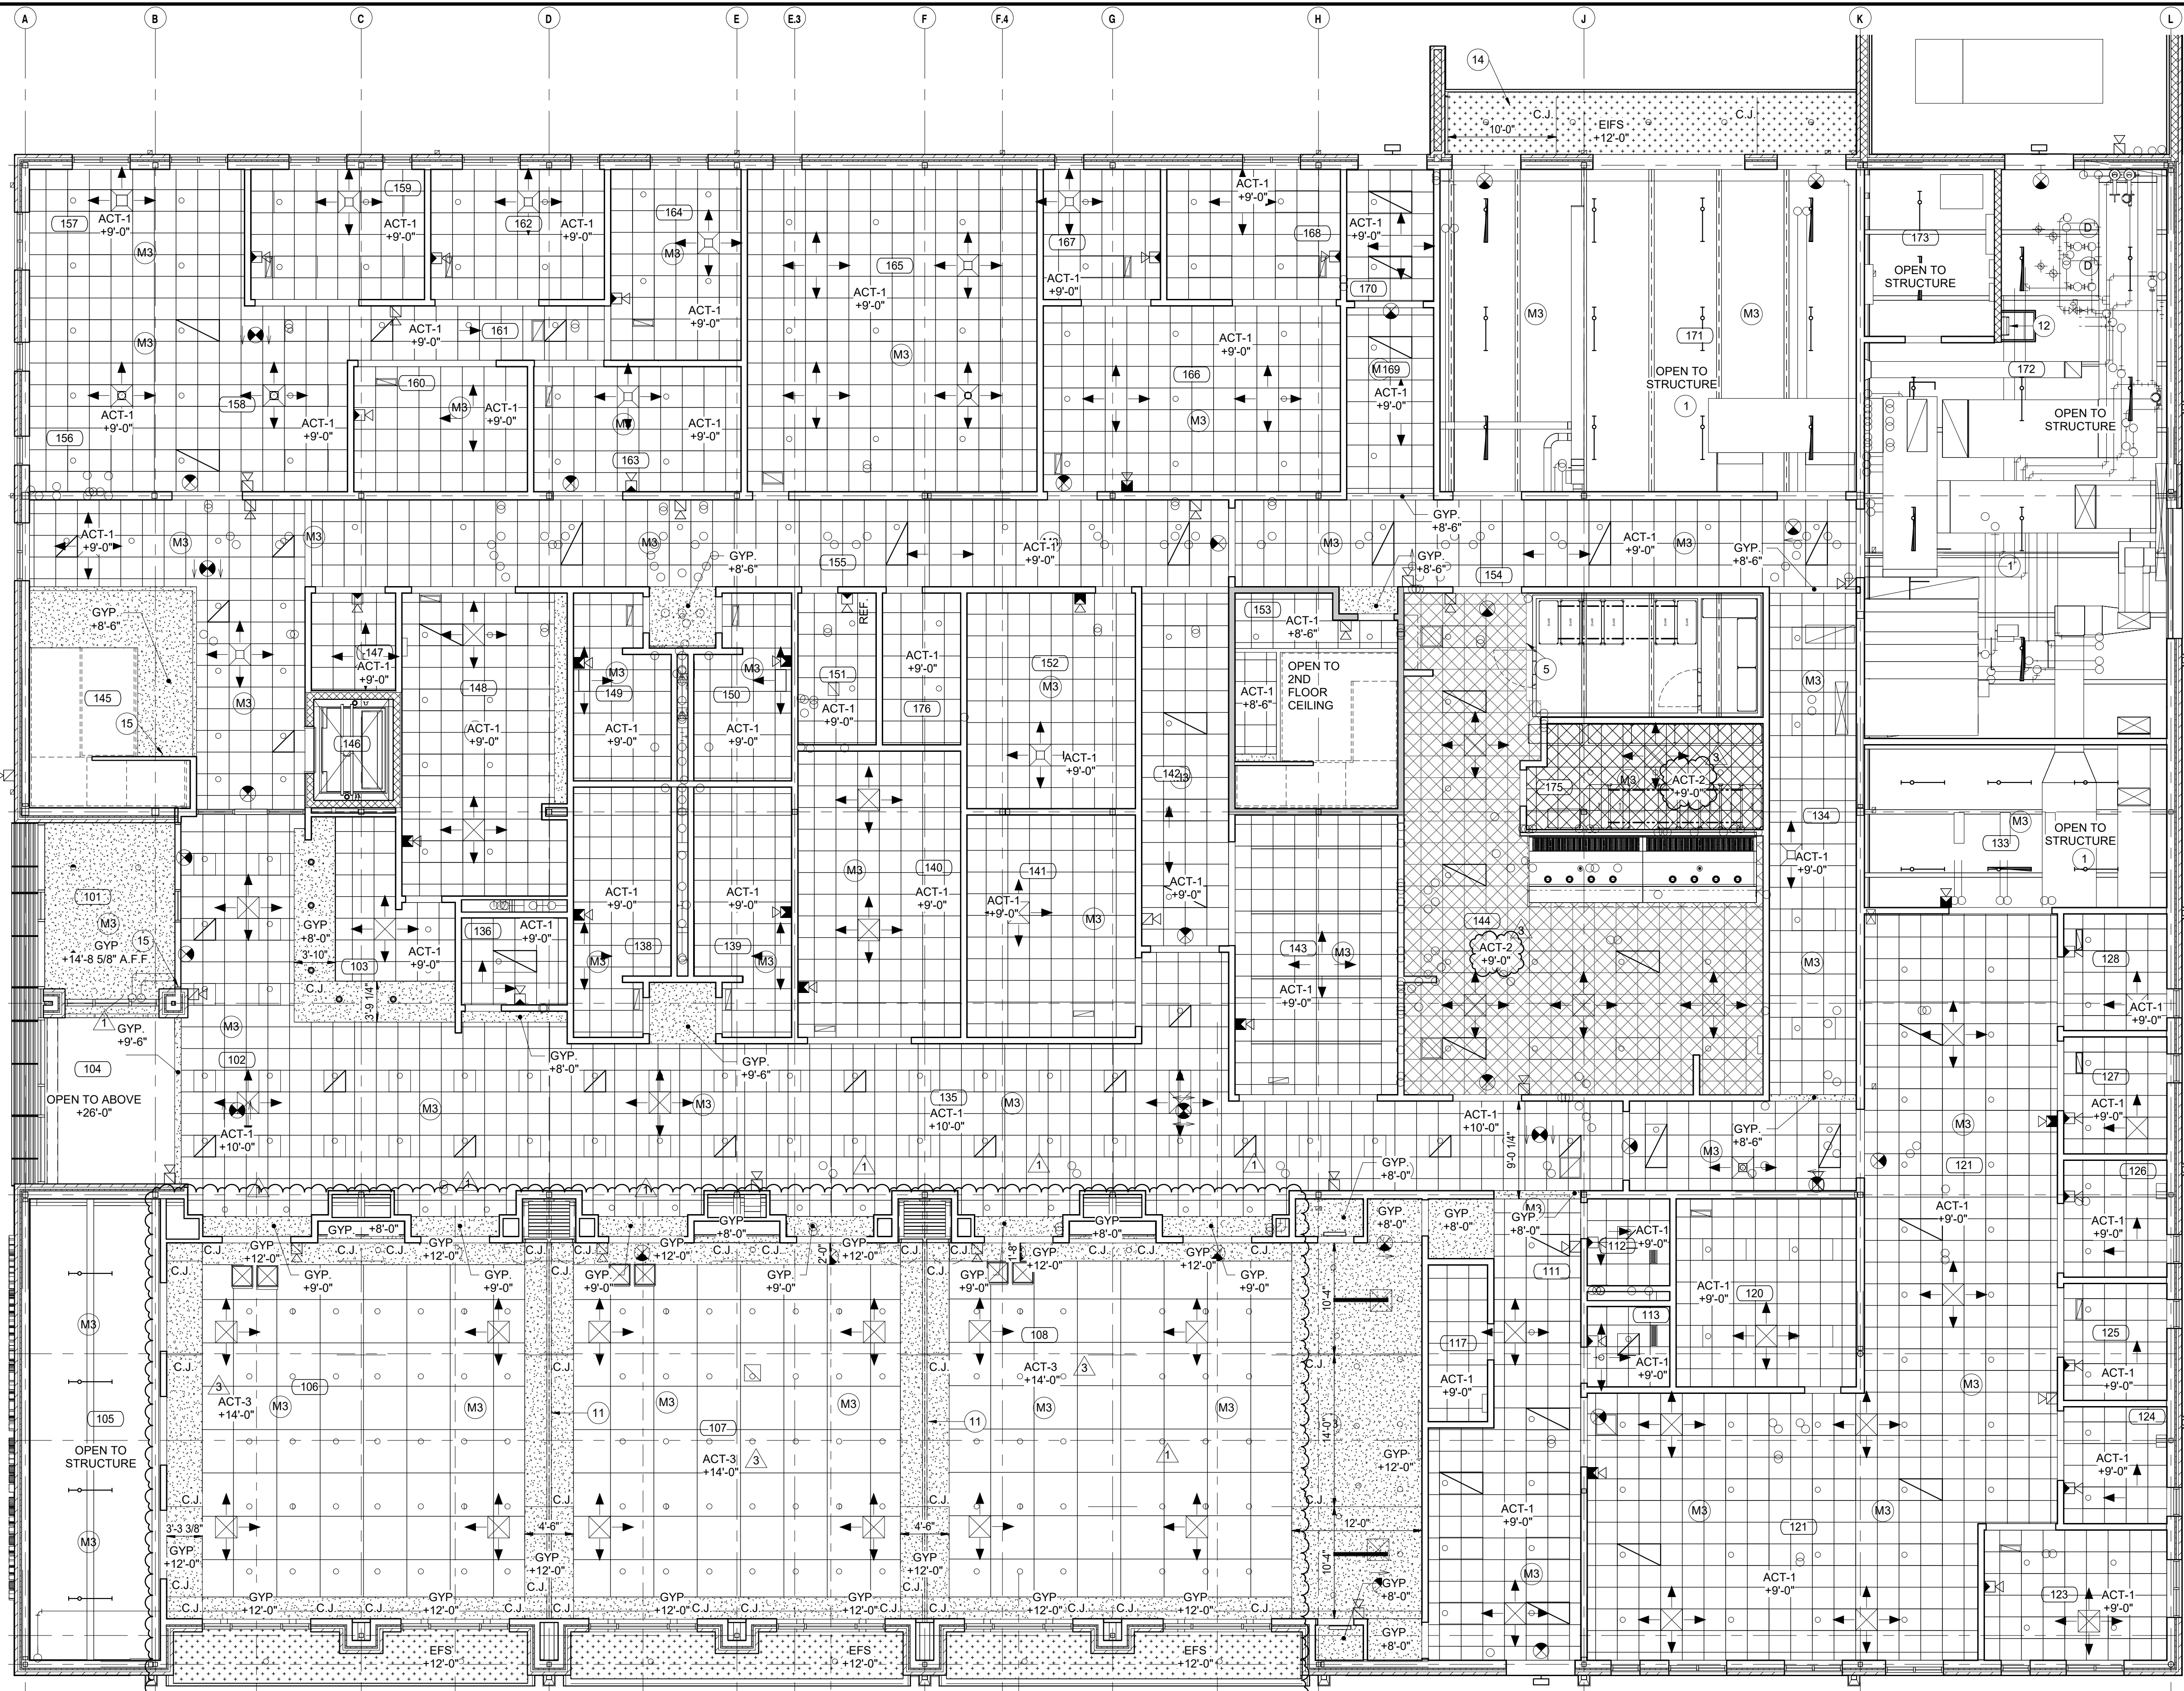 A B C D E E.3 F F.4 G H J K L
14
C.J. C.J.
10'-0"
EIFS
+12'-0"
157
ACT-1
+9'-0"
M3
159
ACT-1
+9'-0"
162
ACT-1
+9'-0"
164
M3
ACT-1
+9'-0"
165
ACT-1
+9'-0"
M3
167
ACT-1
+9'-0"
ACT-1
+9'-0"
168
ACT-1
+9'-0"
170
M3
M3
171
OPEN TO
STRUCTURE
1
173
OPEN TO
STRUCTURE
D
D
12
172
OPEN TO
STRUCTURE
1
M3
161
ACT-1
+9'-0"
158
ACT-1
+9'-0"
156
ACT-1
+9'-0"
160
M3
ACT-1
+9'-0"
ACT-1
+9'-0"
163
ACT-1
+9'-0"
166
M3
169
ACT-1
+9'-0"
GYP.
+8'-6"
ACT-1
+9'-0"
M3
M3
M3
GYP.
+8'-6"
155
ACT-1
+9'-0"
M3
GYP.
+8'-6"
154
ACT-1
+9'-0"
M3
GYP.
+8'-6"
GYP.
+8'-6"
145
15
M3
147
ACT-1
+9'-0"
146
148
ACT-1
+9'-0"
M3
149
ACT-1
+9'-0"
M3
150
ACT-1
+9'-0"
REF.
151
ACT-1
+9'-0"
ACT-1
+9'-0"
176
152
M3
ACT-1
+9'-0"
142
ACT-1
+9'-0"
153
ACT-1
+8'-6"
ACT-1
+8'-6"
OPEN TO
2ND
FLOOR
CEILING
5
175
M3
3
ACT-2
+9'-0"
M3
134
ACT-1
+9'-0"
M3
133
M3
OPEN TO
STRUCTURE
1
101
M3
GYP
+14'-8 5/8" A.F.F.
15
GYP
+8'-0"
3'-10"
103
C.J.
3'-9 1/4"
ACT-1
+9'-0"
136
ACT-1
+9'-0"
ACT-1
+9'-0"
138
M3
ACT-1
+9'-0"
139
M3
M3
140
ACT-1
+9'-0"
141
ACT-1
+9'-0"
M3
143
M3
ACT-1
+9'-0"
144
3
ACT-2
+9'-0"
128
ACT-1
+9'-0"
1
GYP.
+9'-6"
104
OPEN TO ABOVE
+26'-0"
M3
102
ACT-1
+10'-0"
M3
GYP.
+8'-0"
GYP.
+9'-6"
M3
135
ACT-1
+10'-0"
M3
ACT-1
+10'-0"
9'-0 1/4"
M3
GYP.
+8'-6"
M3
121
ACT-1
+9'-0"
127
ACT-1
+9'-0"
126
ACT-1
+9'-0"
1 1 1 1 1 1
GYP.
+8'-0"
GYP. +8'-0"
GYP.
+8'-0"
GYP
+8'-0"
GYP
+8'-0"
GYP
+8'-0"
GYP.
+8'-0"
M3
112
ACT-1
+9'-0"
111
C.J. GYP +12'-0" C.J. C.J. GYP +12'-0" C.J. C.J. GYP +12'-0" C.J. C.J. GYP +12'-0" C.J. C.J. GYP +12'-0" C.J. C.J. GYP +12'-0"
2'-0"
1'-8"
GYP.
+9'-0"
GYP.
+9'-0"
GYP.
+9'-0"
GYP.
+9'-0"
GYP.
+9'-0"
GYP.
+9'-0"
10'-4"
M3
105
OPEN TO
STRUCTURE
M3
3
ACT-3
+14'-0"
106
M3
M3
11
M3
107
ACT-3
+14'-0"
3
M3
11
108
ACT-3
+14'-0"
3
M3
1
M3
14'-0"
GYP
+12'-0"
117
ACT-1
+9'-0"
113
ACT-1
+9'-0"
120
ACT-1
+9'-0"
M3
125
ACT-1
+9'-0"
124
ACT-1
+9'-0"
C.J. C.J. C.J. C.J.
3'-3 3/8"
GYP.
+12'-0"
4'-6"
GYP
+12'-0"
4'-6"
GYP
+12'-0"
12'-0"
10'-4"
GYP.
+8'-0"
GYP
+8'-0"
ACT-1
+9'-0"
M3
M3
M3
121
ACT-1
+9'-0"
123
ACT-1
+9'-0"
C.J. GYP +12'-0" C.J. C.J. GYP +12'-0" C.J. C.J. GYP +12'-0" C.J. C.J. GYP +12'-0" C.J. C.J. GYP +12'-0" C.J. C.J. GYP +12'-0"
EFS
+12'-0"
EFS
+12'-0"
EFS
+12'-0"